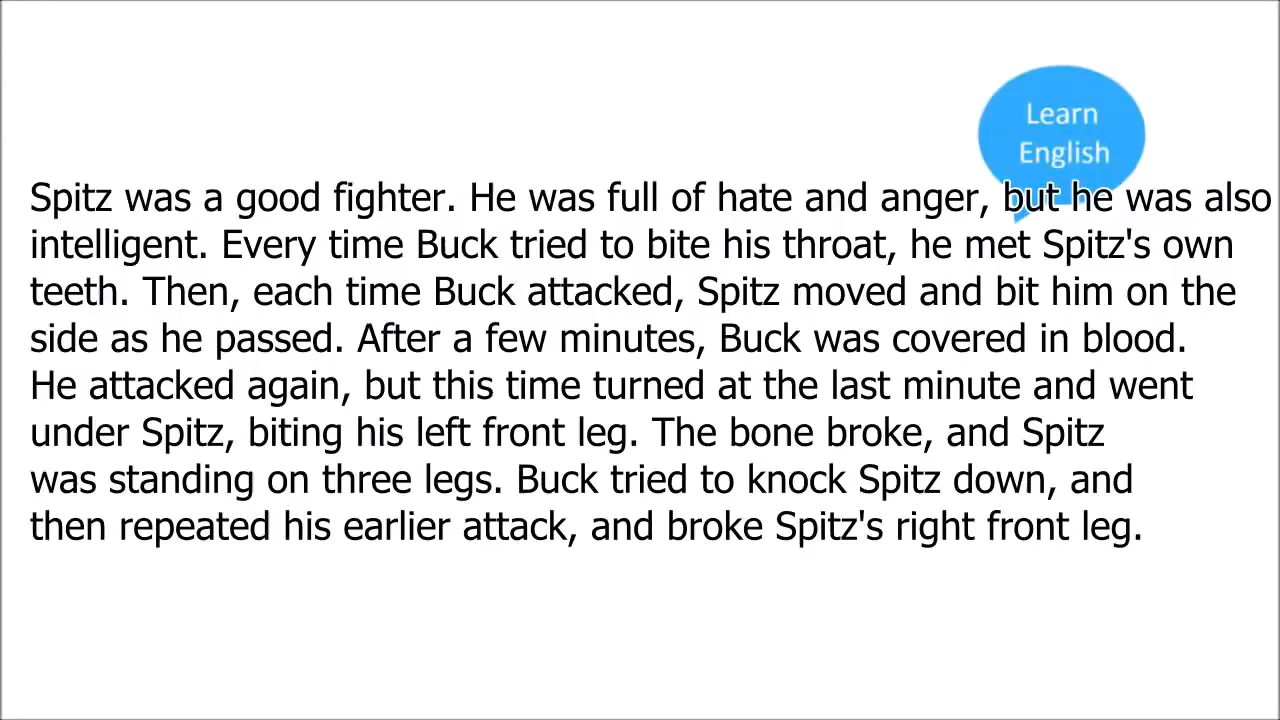 Learn
English
Spitz was a good fighter. He was full of hate and anger, but he was also
intelligent. Every time Buck tried to bite his throat, he met Spitz's own
teeth. Then, each time Buck attacked, Spitz moved and bit him on the
side as he passed. After a few minutes, Buck was covered in blood.
He attacked again, but this time turned at the last minute and went
under Spitz, biting his left front leg. The bone broke, and Spitz
was standing on three legs. Buck tried to knock Spitz down, and
then repeated his earlier attack, and broke Spitz's right front leg.